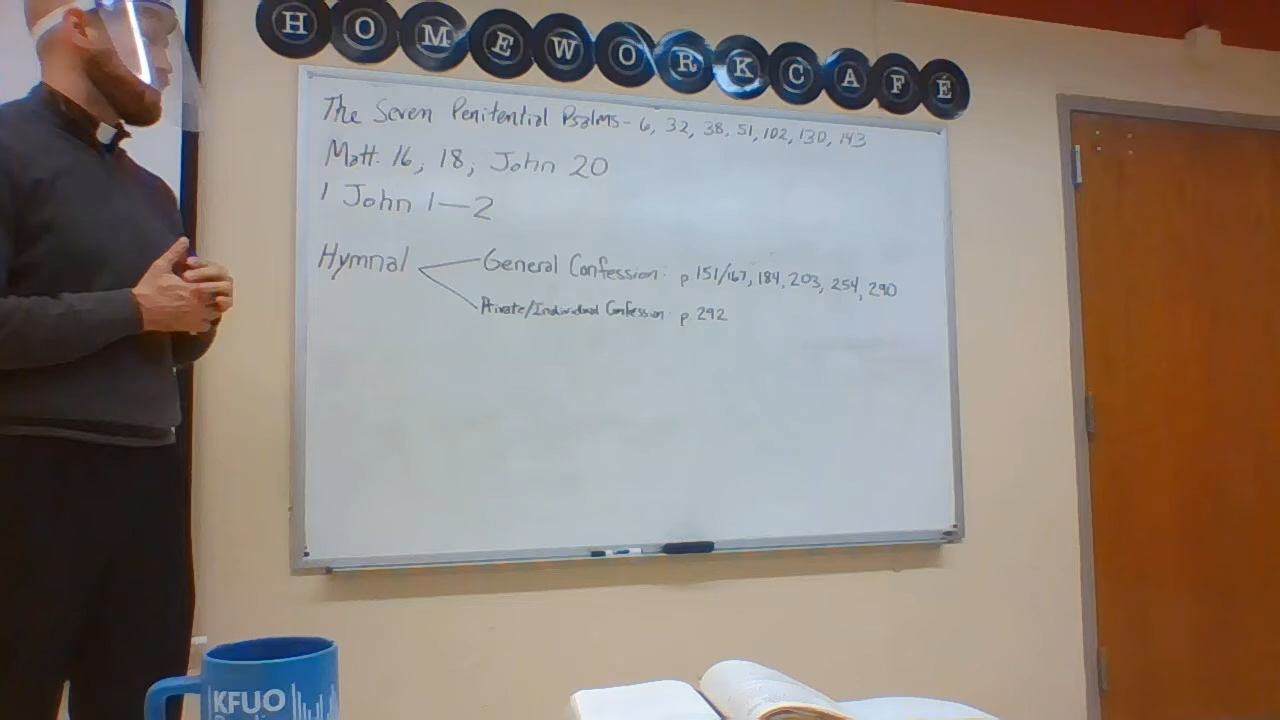 HOMEWORKCAFÉ
The Seven Penitential Psalms - 6, 32, 38, 51, 102, 130, 143
Matt. 16, 18; John 20
1 John 1—2
Hymnal
General Confession: p 151/167, 184, 203, 254, 290
Private/Individual Confession: p. 292
KFUO